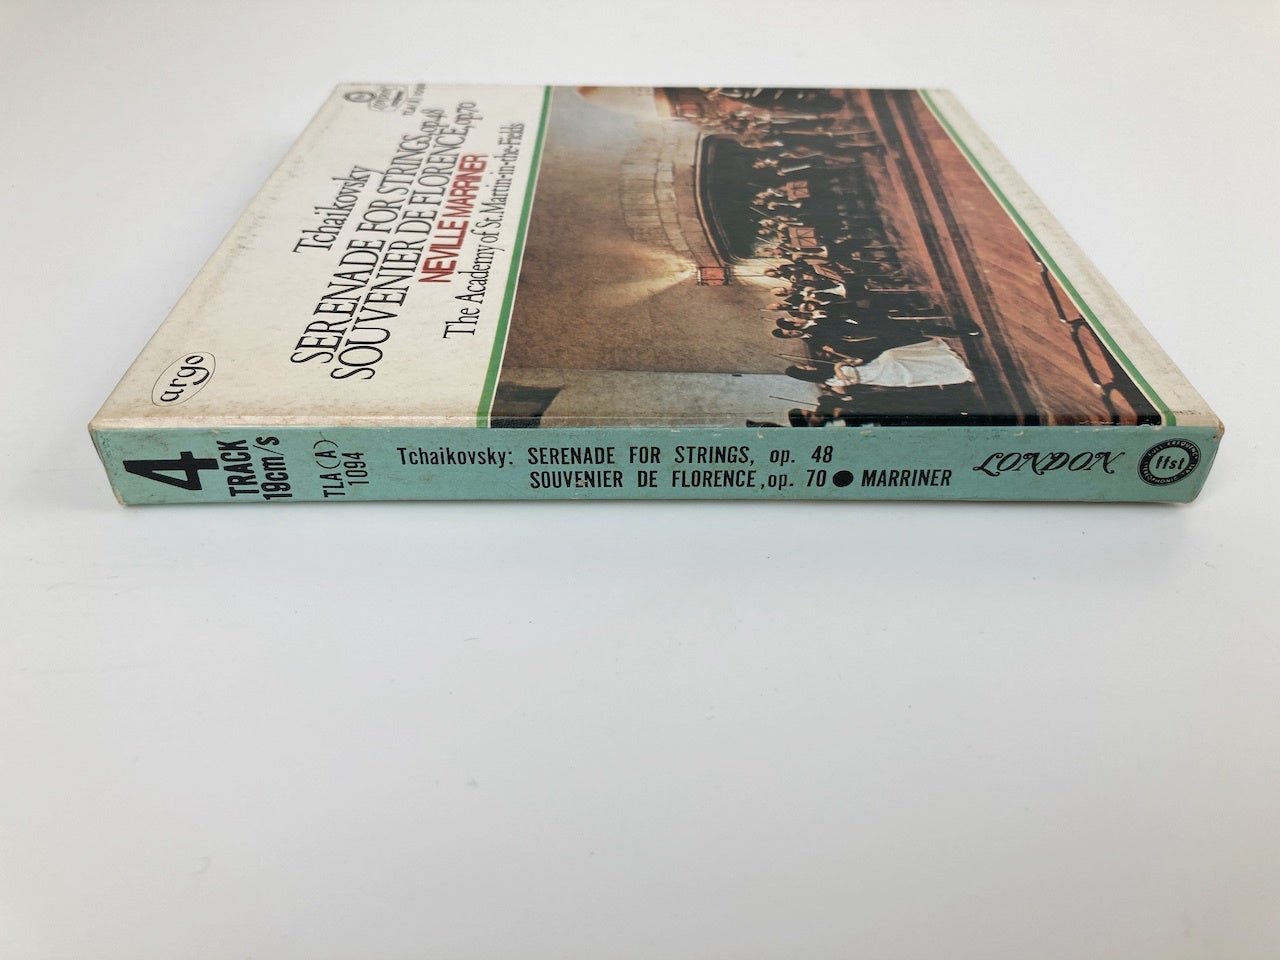 Tchaikovsky
SERENADE FOR STRINGS, op.48
SOUVENIER DE FLORENCE, op.70
NEVILLE MARRINER
The Academy of St. Martin-in-the-Fields
argo
4
TRACK
19cm/s
TLA(A)
1094
Tchaikovsky: SERENADE FOR STRINGS, op. 48
SOUVENIER DE FLORENCE, op. 70 ● MARRINER
LONDON
ffst